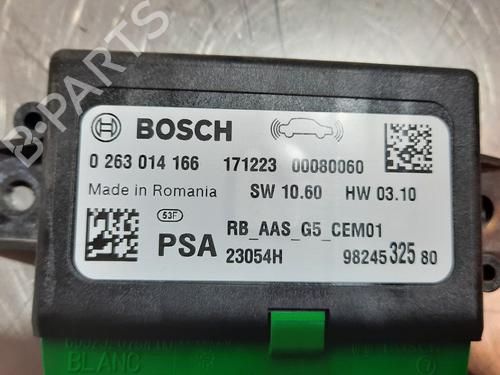 BOSCH
0 263 014 166 171223 00080060
Made in Romania SW 10.60 HW 03.10
53F
PSA RB_AAS_G5_CEM01
23054H 98245 325 80
BLANC
B-PARTS